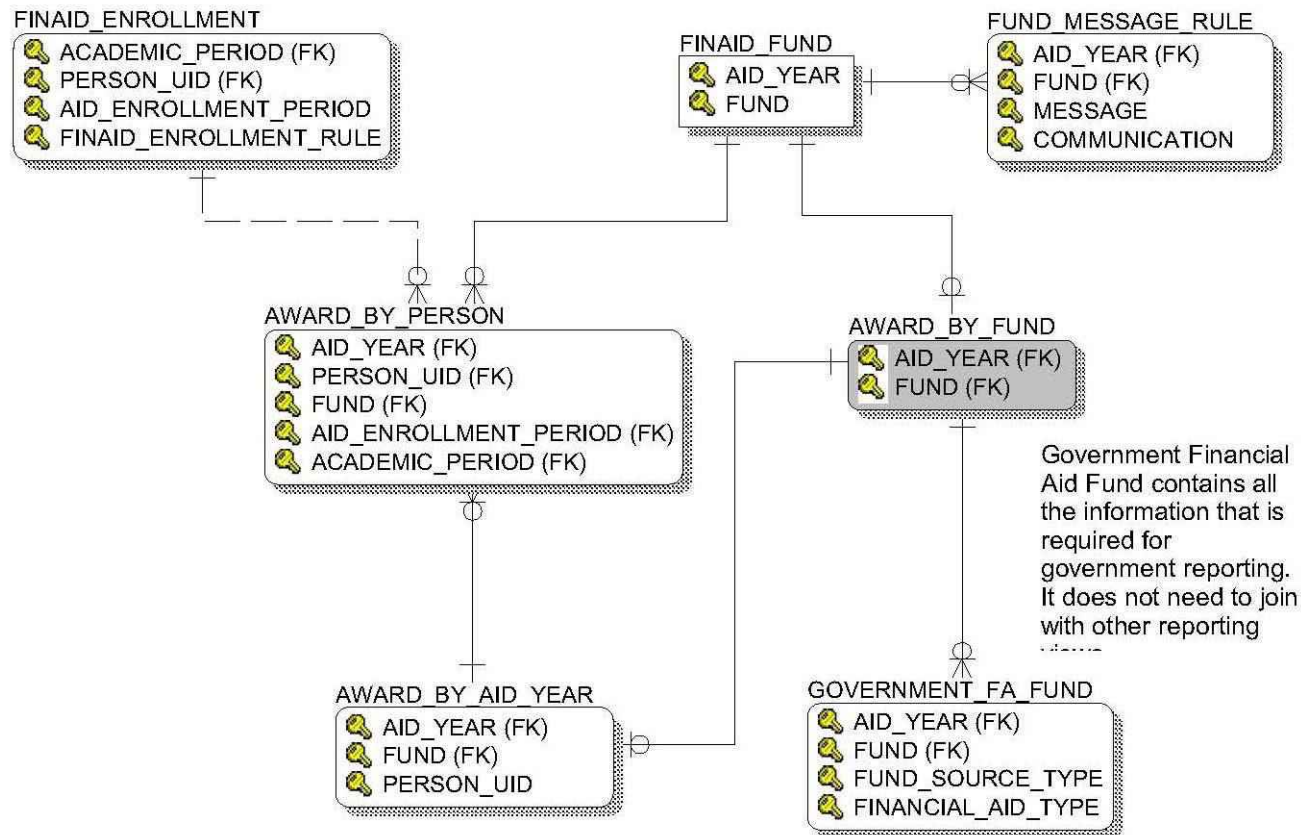 FINAID_ENROLLMENT
ACADEMIC_PERIOD (FK)
PERSON_UID (FK)
AID_ENROLLMENT_PERIOD
FINAID_ENROLLMENT_RULE
FINAID_FUND
AID_YEAR
FUND
FUND_MESSAGE_RULE
AID_YEAR (FK)
FUND (FK)
MESSAGE
COMMUNICATION
AWARD_BY_PERSON
AID_YEAR (FK)
PERSON_UID (FK)
FUND (FK)
AID_ENROLLMENT_PERIOD (FK)
ACADEMIC_PERIOD (FK)
AWARD_BY_FUND
AID_YEAR (FK)
FUND (FK)
Government Financial
Aid Fund contains all
the information that is
required for
government reporting.
It does not need to join
with other reporting
AWARD_BY_AID_YEAR
AID_YEAR (FK)
FUND (FK)
PERSON_UID
GOVERNMENT_FA_FUND
AID_YEAR (FK)
FUND (FK)
FUND_SOURCE_TYPE
FINANCIAL_AID_TYPE